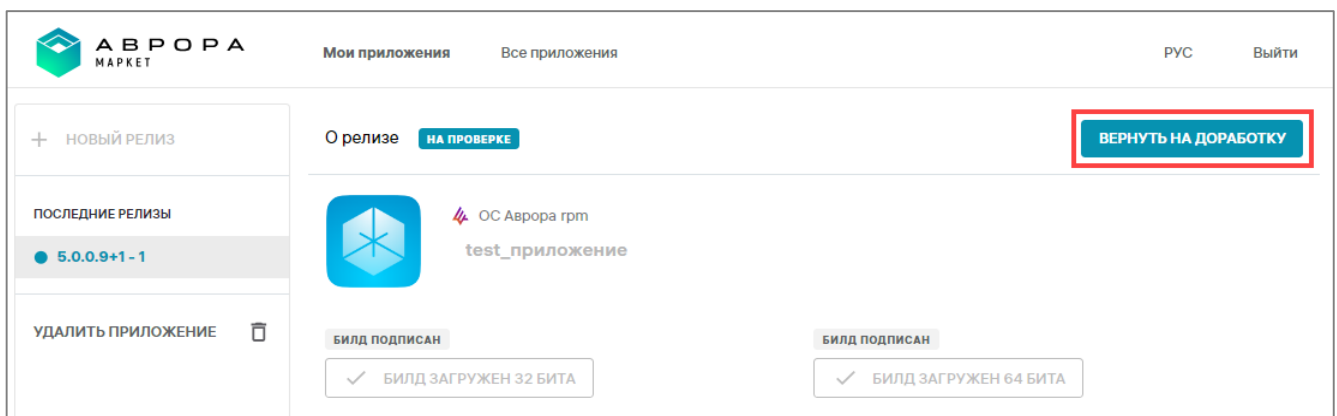 АВРОРА
МАРКЕТ
Мои приложения
Все приложения
РУС
Выйти
+ НОВЫЙ РЕЛИЗ
ПОСЛЕДНИЕ РЕЛИЗЫ
5.0.0.9+1 - 1
УДАЛИТЬ ПРИЛОЖЕНИЕ
О релизе
НА ПРОВЕРКЕ
ВЕРНУТЬ НА ДОРАБОТКУ
ОС Аврора rpm
test_приложение
БИЛД ПОДПИСАН
БИЛД ЗАГРУЖЕН 32 БИТА
БИЛД ПОДПИСАН
БИЛД ЗАГРУЖЕН 64 БИТА